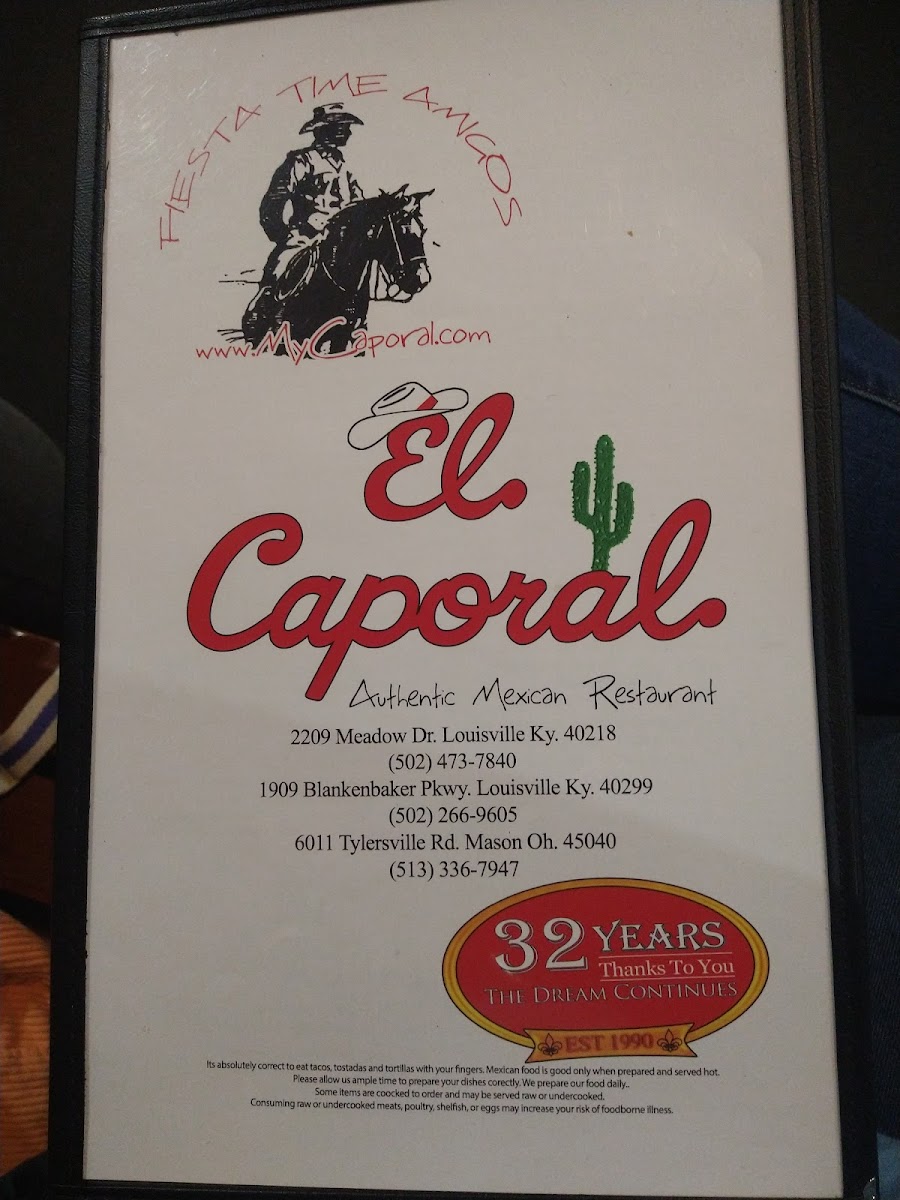 FIESTA TIME AMIGOS
www.MyCaporal.com
El
Caporal
Authentic Mexican Restaurant
2209 Meadow Dr. Louisville Ky. 40218
(502) 473-7840
1909 Blankenbaker Pkwy. Louisville Ky. 40299
(502) 266-9605
6011 Tylersville Rd. Mason Oh. 45040
(513) 336-7947
32 YEARS
Thanks To You
THE DREAM CONTINUES
EST 1990
Its absolutely correct to eat tacos, tostadas and tortillas with your fingers. Mexican food is good only when prepared and served hot.
Please allow us ample time to prepare your dishes corectly. We prepare our food daily..
Some items are coocked to order and may be served raw or undercooked.
Consuming raw or undercooked meats, poultry, shelfish, or eggs may increase your risk of foodborne illness.